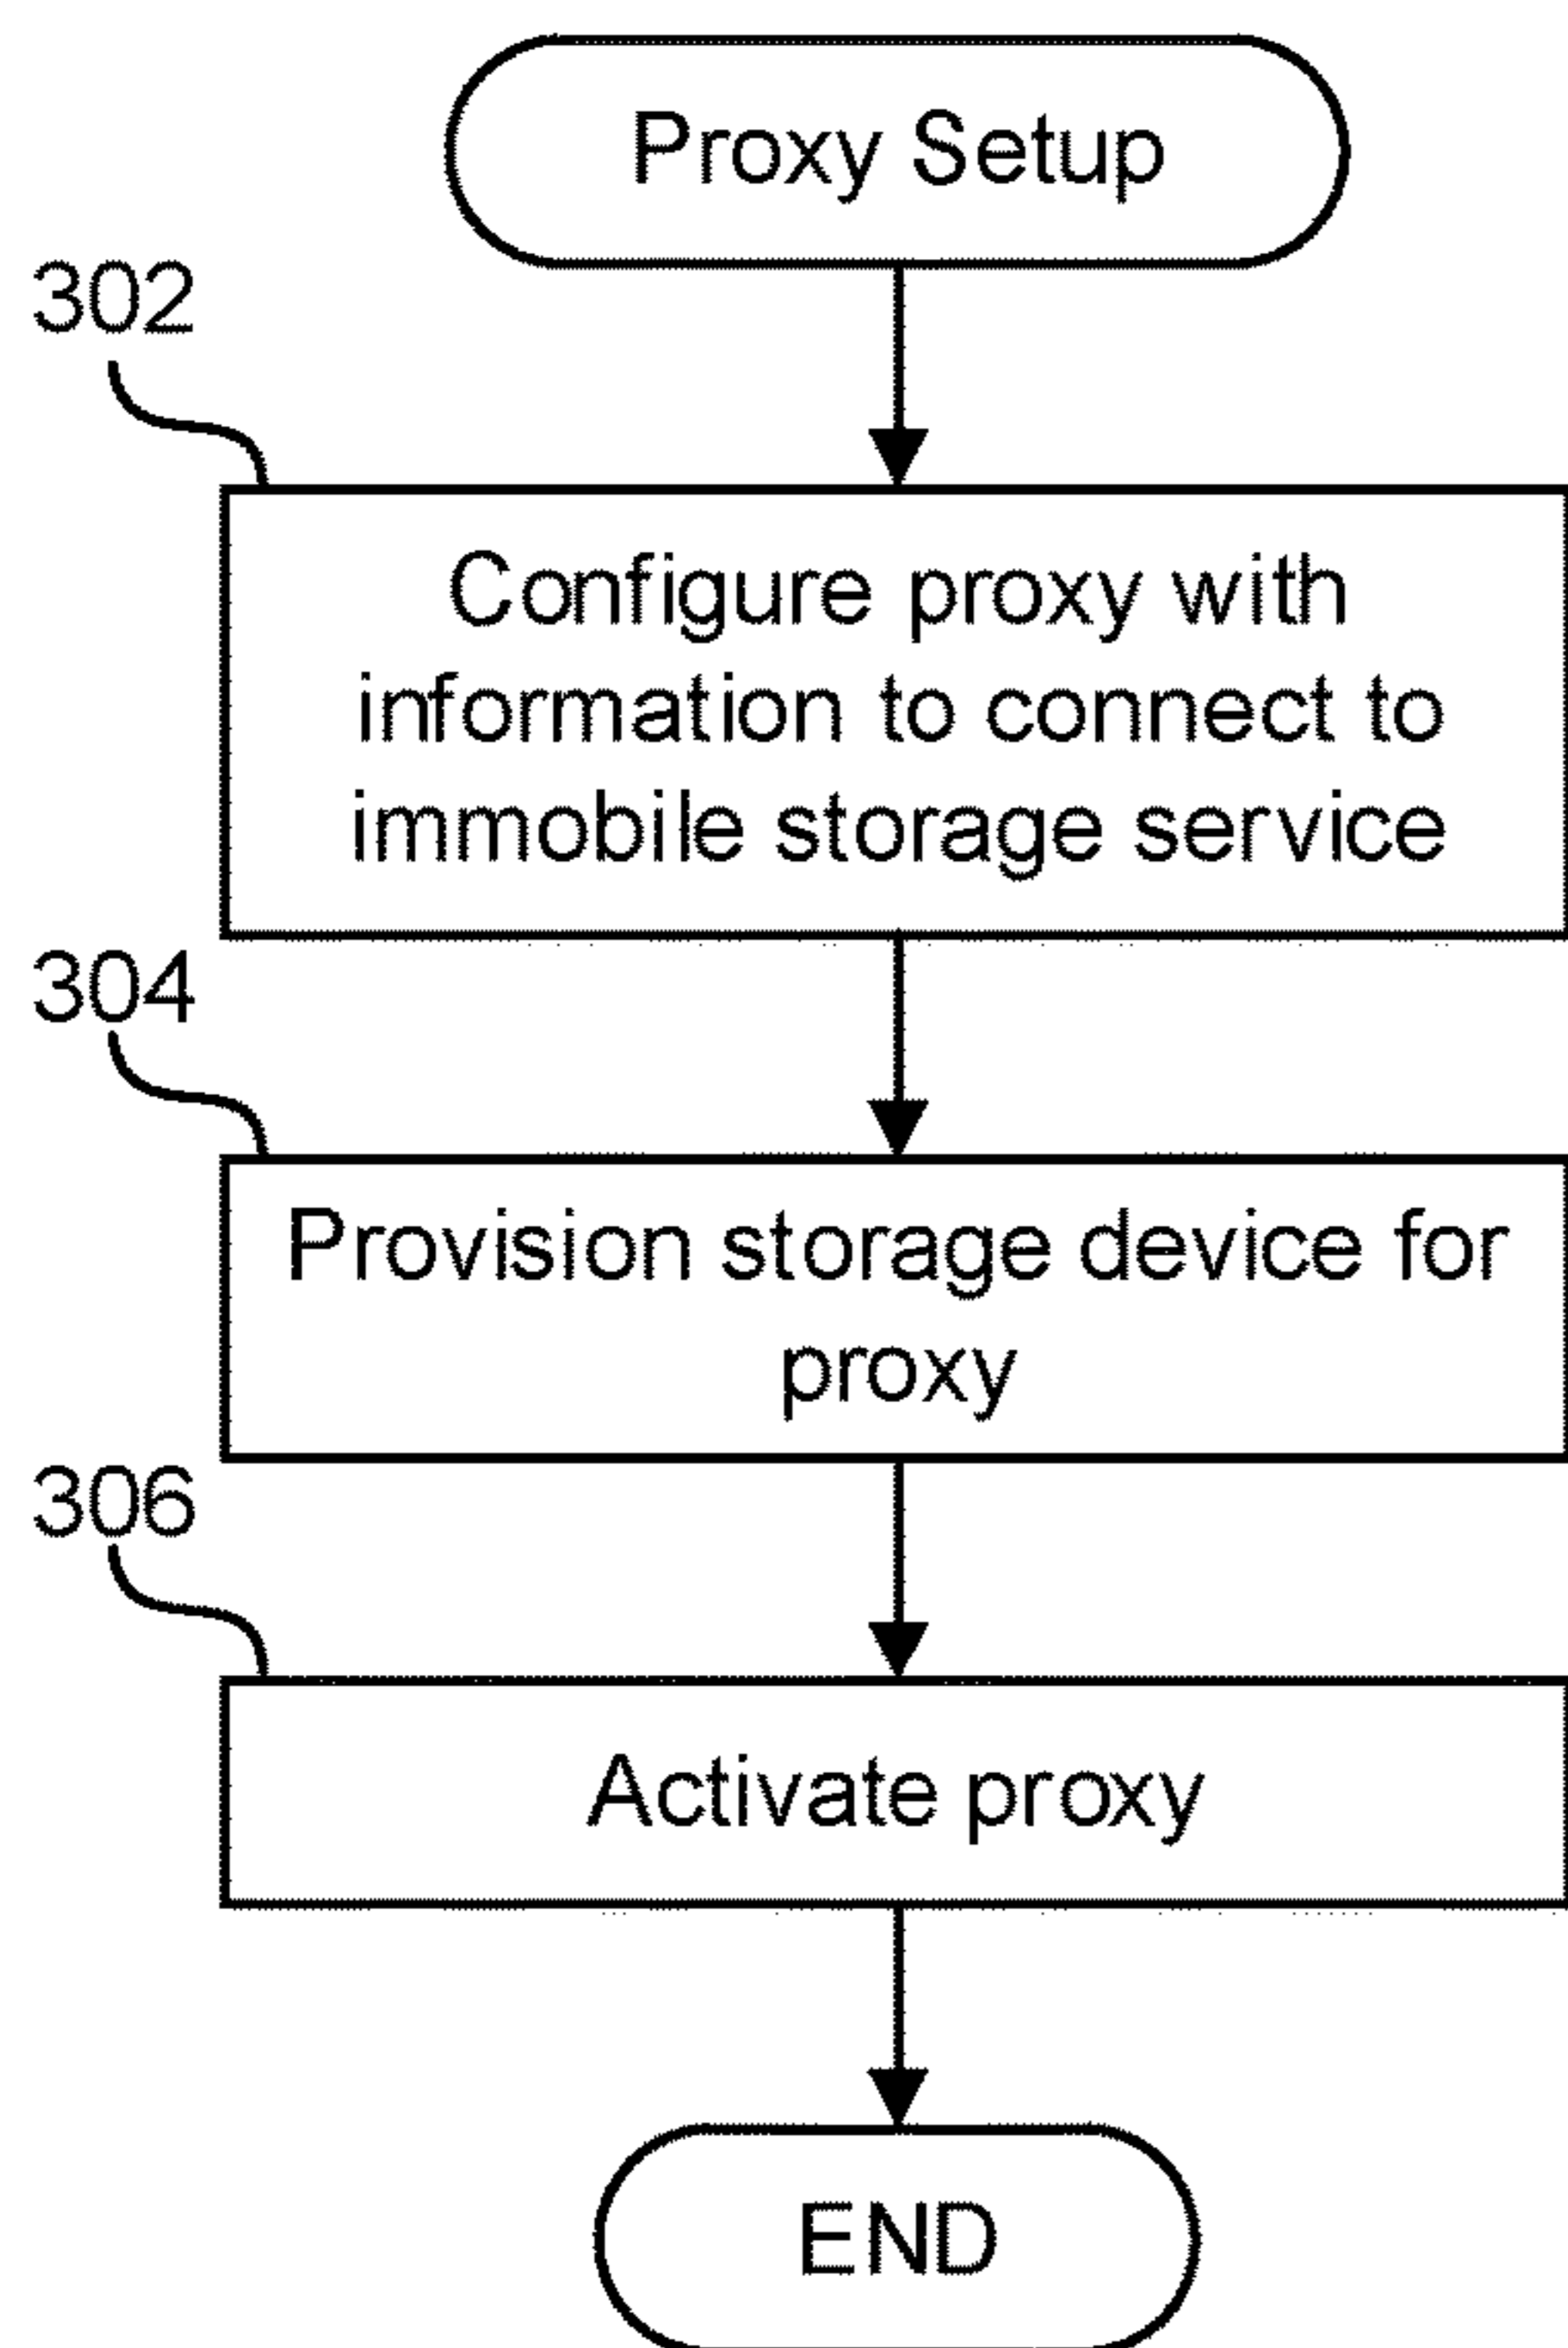 Proxy Setup
302
Configure proxy with
information to connect to
immobile storage service
304
Provision storage device for
proxy
306
Activate proxy
END